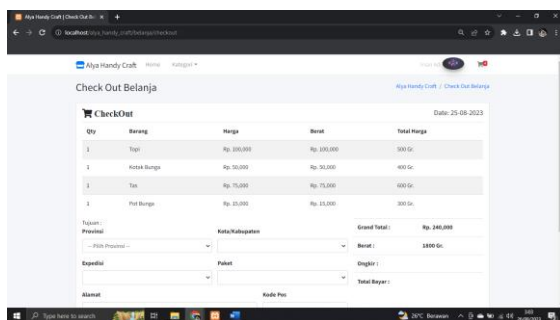 Alya Handy Craft | Check Out Be
localhost/alya_handy_craft/belanja/checkout
Alya Handy Craft Home Kategori
Check Out Belanja
Alya Handy Craft / Check Out Belanja
CheckOut
Date: 25-08-2023
Qty Barang Harga Berat Total Harga
1 Topi Rp. 100,000 Rp. 100,000 500 Gr.
1 Kotak Bunga Rp. 50,000 Rp. 50,000 400 Gr.
1 Tas Rp. 75,000 Rp. 75,000 600 Gr.
1 Pot Bunga Rp. 15,000 Rp. 15,000 300 Gr.
Tujuan :
Provinsi Kota/Kabupaten
Grand Total : Rp. 240,000
--Pilih Provinsi--
Berat : 1800 Gr.
Expedisi Paket
Ongkir :
Total Bayar :
Alamat Kode Pos
Type here to search
26°C Berawan